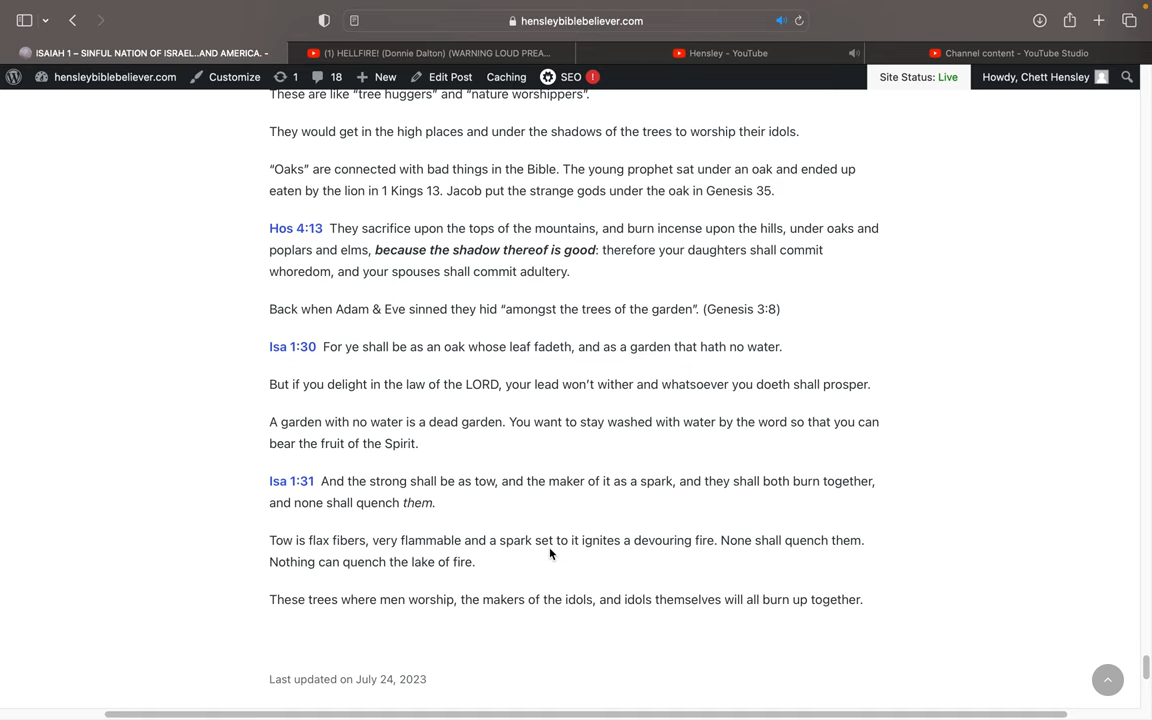 hensleybiblebeliever.com
ISAIAH 1 – SINFUL NATION OF ISRAEL..AND AMERICA. -
(1) HELLFIRE! (Donnie Dalton) (WARNING LOUD PREA...
Hensley - YouTube
Channel content - YouTube Studio
hensleybiblebeliever.com Customize 1 18 New Edit Post Caching SEO ! Site Status: Live Howdy, Chett Hensley
These are like “tree huggers” and “nature worshippers”.
They would get in the high places and under the shadows of the trees to worship their idols.
“Oaks” are connected with bad things in the Bible. The young prophet sat under an oak and ended up
eaten by the lion in 1 Kings 13. Jacob put the strange gods under the oak in Genesis 35.
Hos 4:13 They sacrifice upon the tops of the mountains, and burn incense upon the hills, under oaks and
poplars and elms, because the shadow thereof is good: therefore your daughters shall commit
whoredom, and your spouses shall commit adultery.
Back when Adam & Eve sinned they hid “amongst the trees of the garden”. (Genesis 3:8)
Isa 1:30 For ye shall be as an oak whose leaf fadeth, and as a garden that hath no water.
But if you delight in the law of the LORD, your lead won’t wither and whatsoever you doeth shall prosper.
A garden with no water is a dead garden. You want to stay washed with water by the word so that you can
bear the fruit of the Spirit.
Isa 1:31 And the strong shall be as tow, and the maker of it as a spark, and they shall both burn together,
and none shall quench them.
Tow is flax fibers, very flammable and a spark set to it ignites a devouring fire. None shall quench them.
Nothing can quench the lake of fire.
These trees where men worship, the makers of the idols, and idols themselves will all burn up together.
Last updated on July 24, 2023